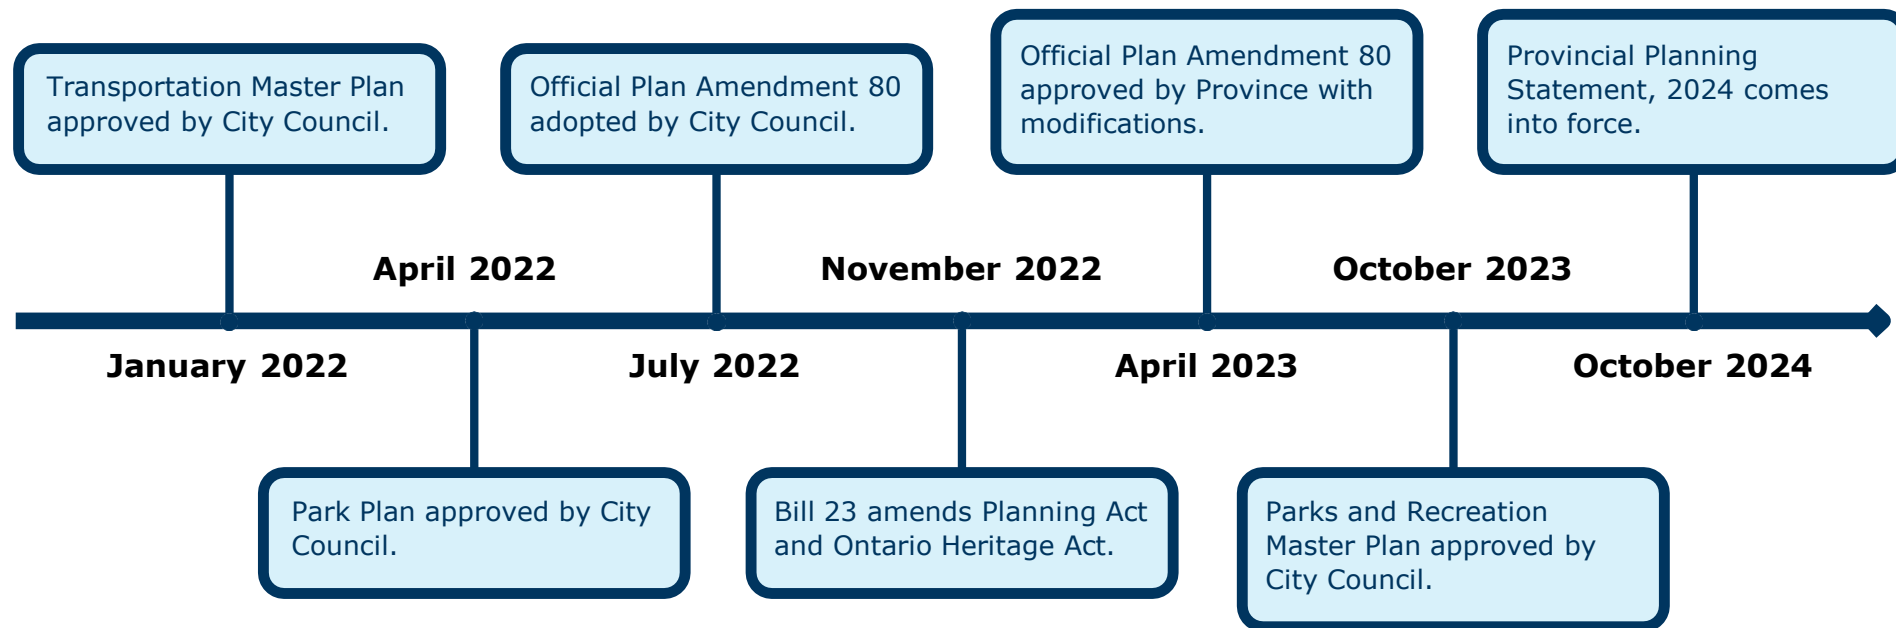 Transportation Master Plan
approved by City Council.
Official Plan Amendment 80
adopted by City Council.
Official Plan Amendment 80
approved by Province with
modifications.
Provincial Planning
Statement, 2024 comes
into force.
April 2022
November 2022
October 2023
January 2022
July 2022
April 2023
October 2024
Park Plan approved by City
Council.
Bill 23 amends Planning Act
and Ontario Heritage Act.
Parks and Recreation
Master Plan approved by
City Council.